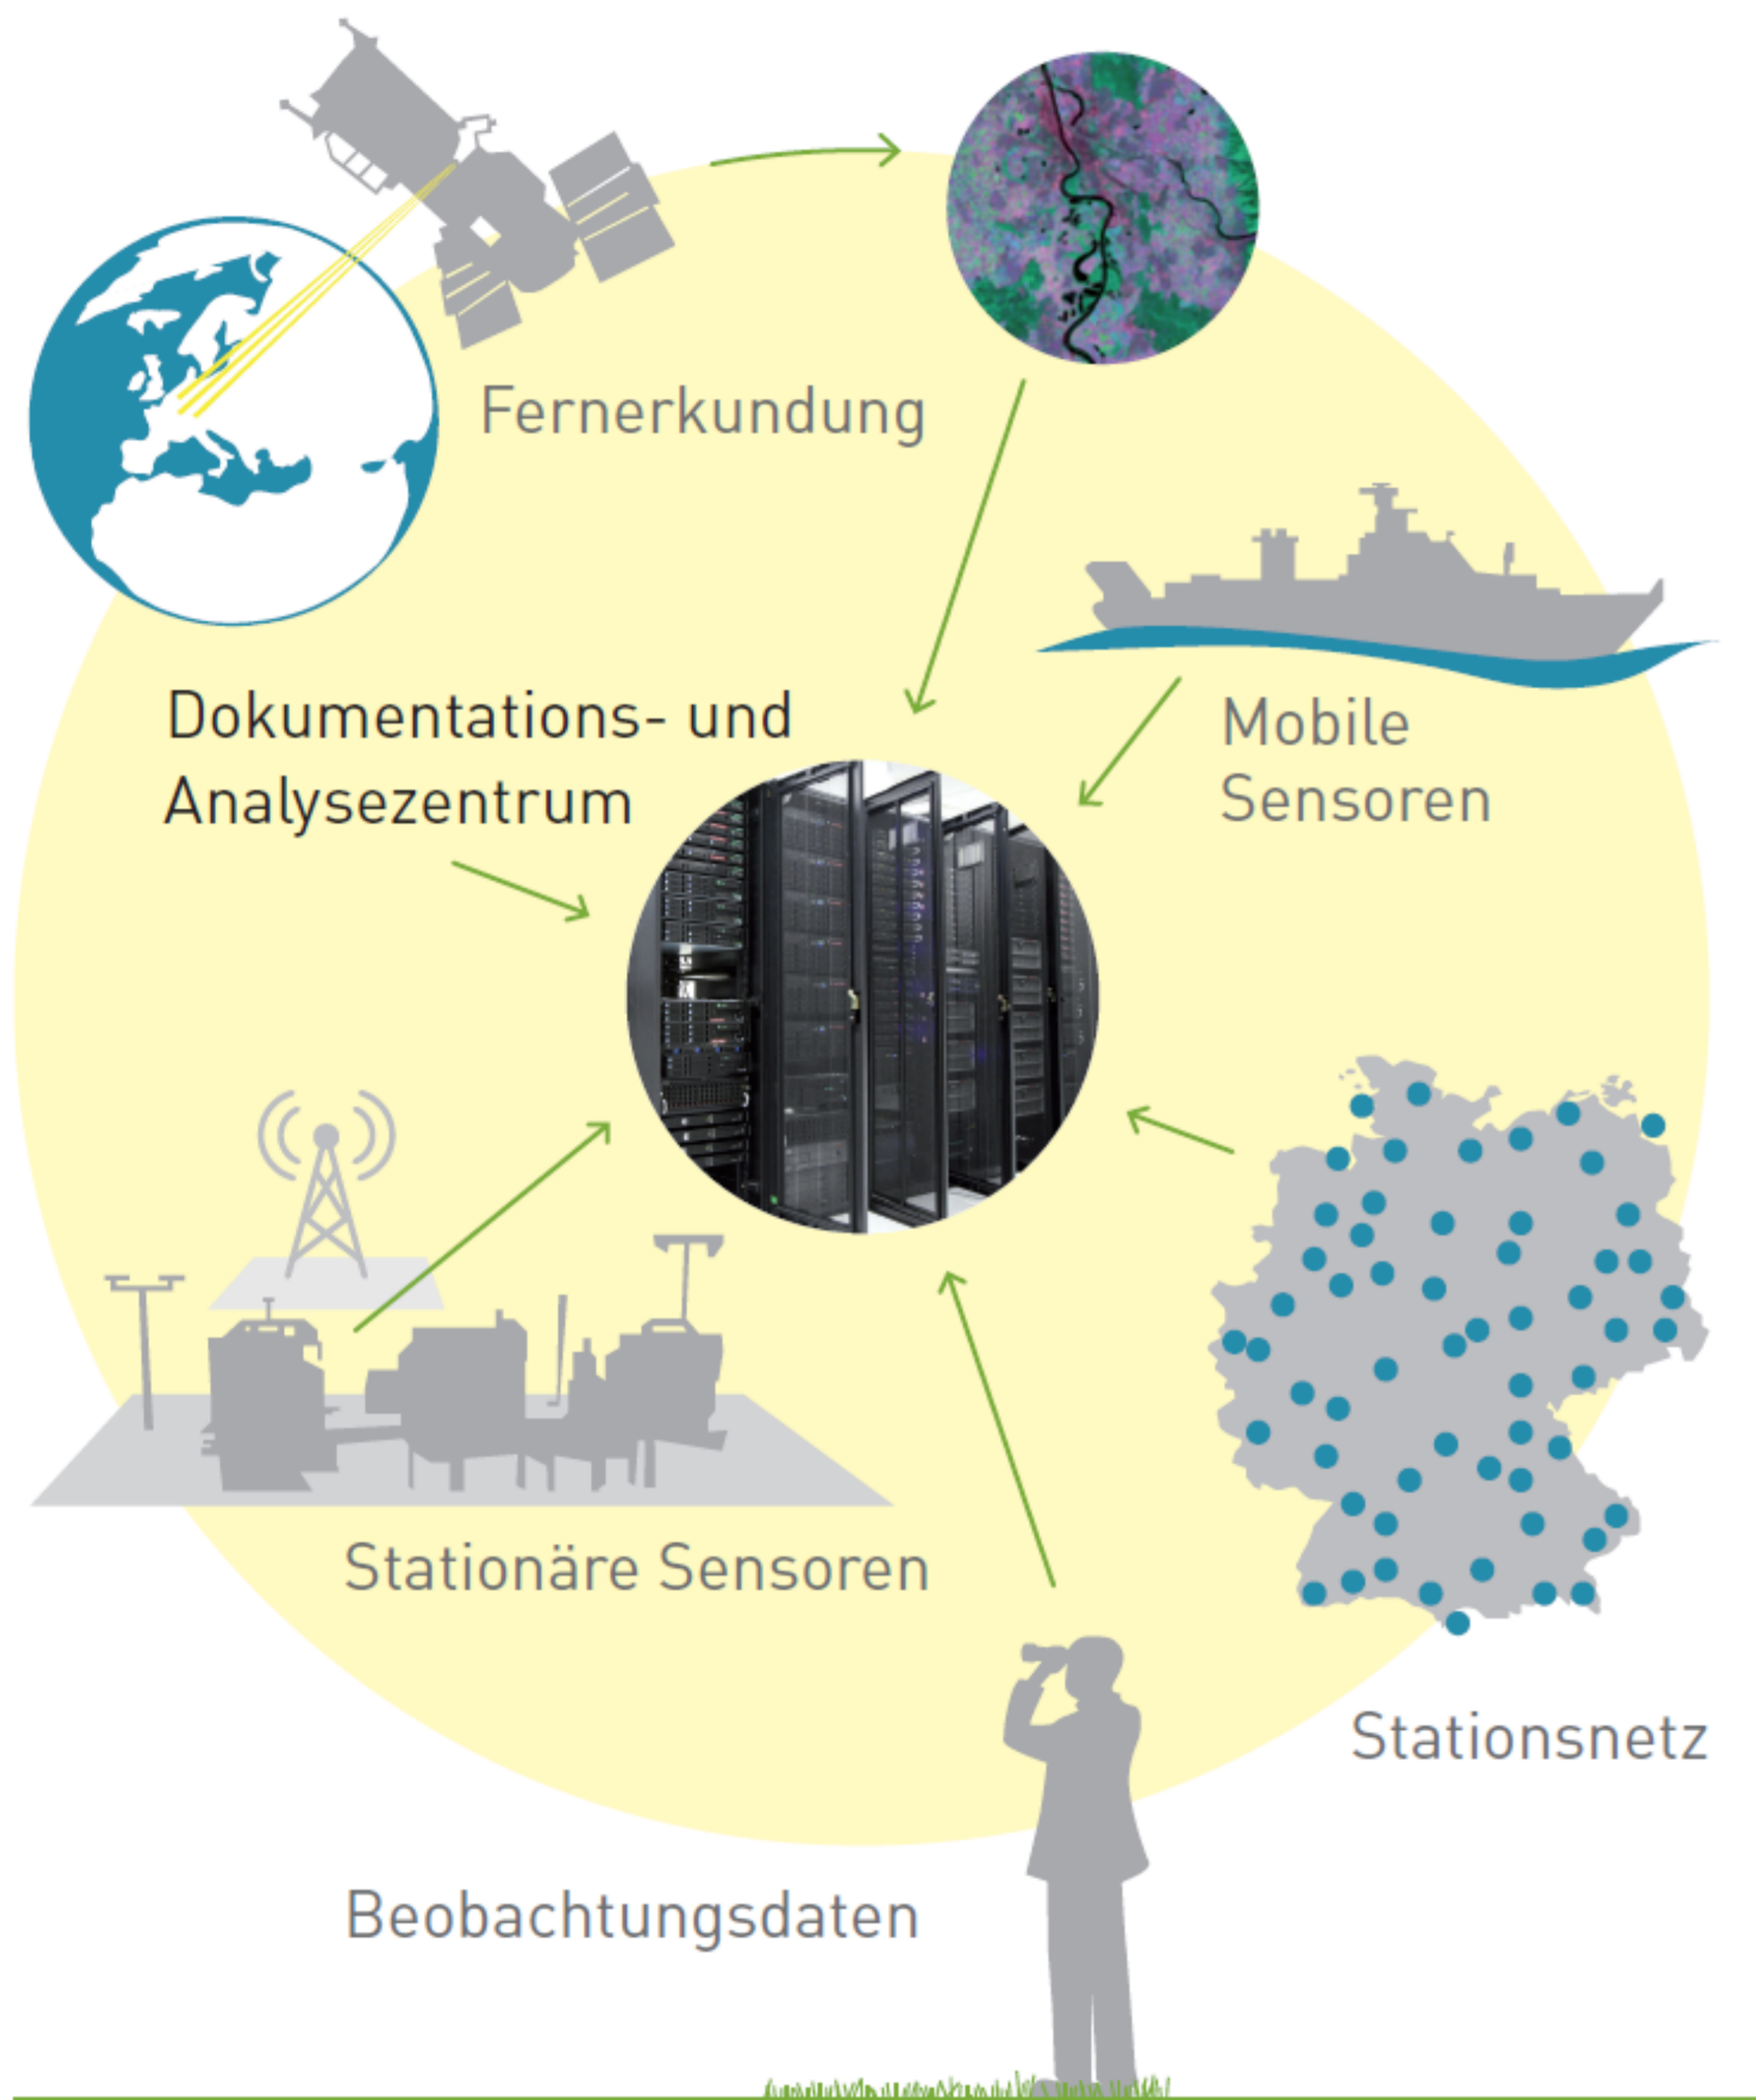 Fernerkundung
Dokumentations- und
Analysezentrum
Mobile
Sensoren
Stationäre Sensoren
Stationsnetz
Beobachtungsdaten